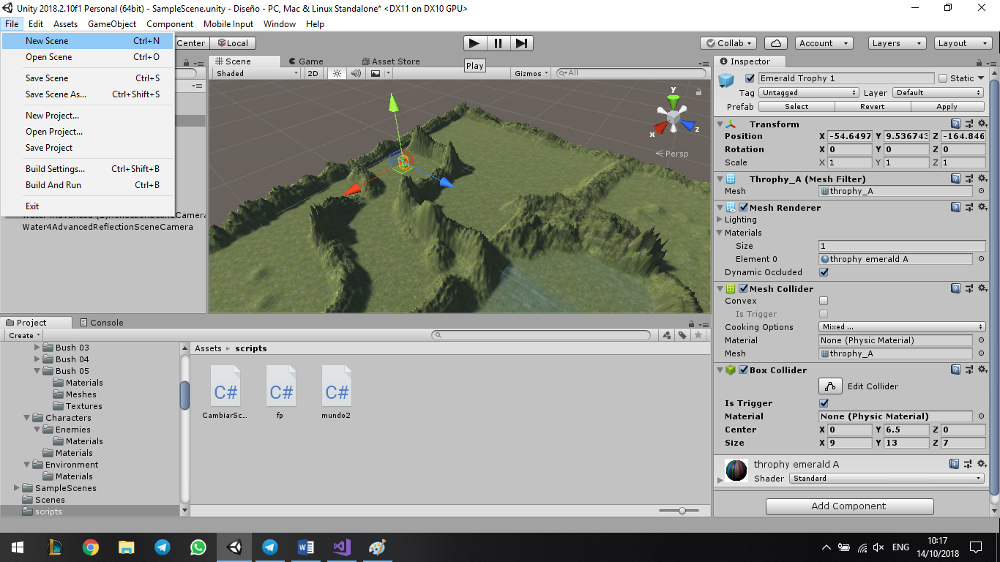 Unity 2018.2.10f1 Personal (64bit) - SampleScene.unity - Diseño - PC, Mac & Linux Standalone* <DX11 on DX10 GPU>
File Edit Assets GameObject Component Mobile Input Window Help
New Scene Ctrl+N
Open Scene Ctrl+O
Save Scene Ctrl+S
Save Scene As... Ctrl+Shift+S
New Project...
Open Project...
Save Project
Build Settings... Ctrl+Shift+B
Build And Run Ctrl+B
Exit
Center Local
Play
Collab Account Layers Layout
Scene Game Asset Store
Shaded 2D Gizmos All
y
x
z
Persp
Water4AdvancedReflectionSceneCamera
Inspector
Emerald Trophy 1 Static
Tag Untagged Layer Default
Prefab Select Revert Apply
Transform
Position X -54.6497 Y 9.536743 Z -164.846
Rotation X 0 Y 0 Z 0
Scale X 1 Y 1 Z 1
Throphy_A (Mesh Filter)
Mesh throphy_A
Mesh Renderer
Lighting
Materials
Size 1
Element 0 throphy emerald A
Dynamic Occluded
Mesh Collider
Convex
Is Trigger
Cooking Options Mixed ...
Material None (Physic Material)
Mesh throphy_A
Box Collider
Edit Collider
Is Trigger
Material None (Physic Material)
Center X 0 Y 6.5 Z 0
Size X 9 Y 13 Z 7
throphy emerald A
Shader Standard
Add Component
Project Console
Create
Bush 03
Bush 04
Bush 05
Materials
Meshes
Textures
Characters
Enemies
Materials
Materials
Environment
Materials
SampleScenes
Scenes
scripts
Assets scripts
C# C# C#
CambiarSc... fp mundo2
ENG
10:17
14/10/2018